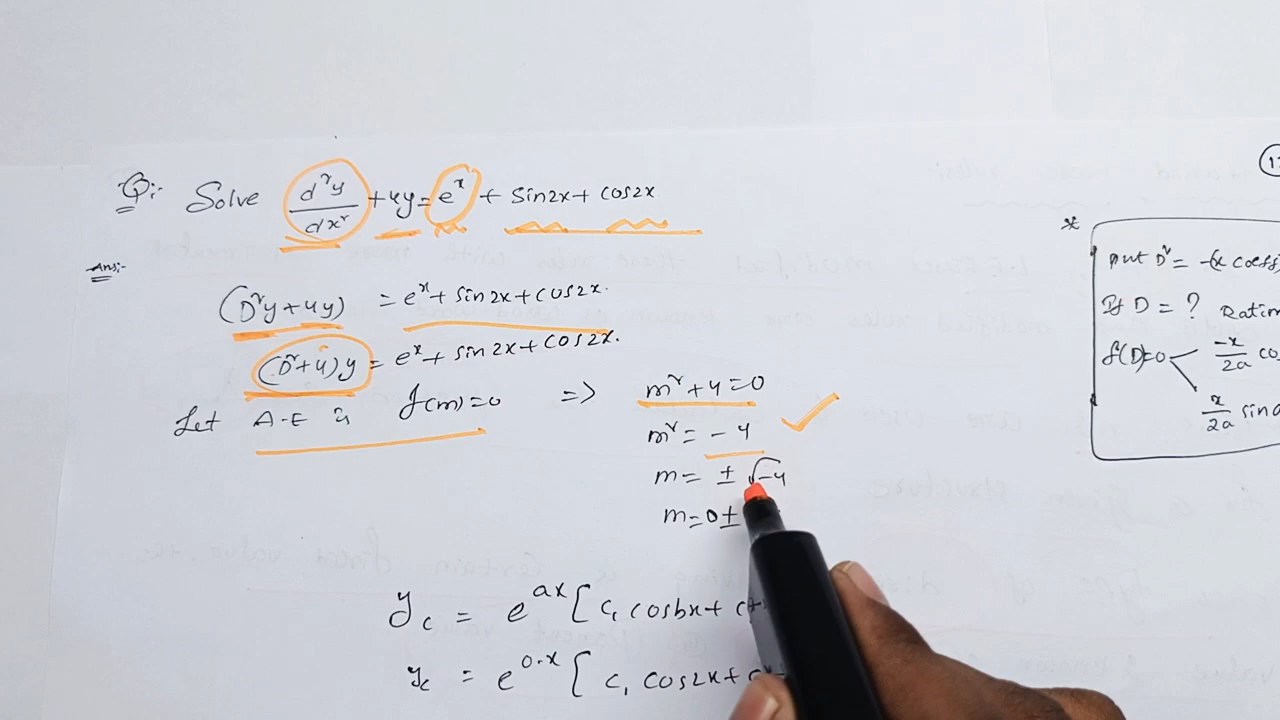 Q:- Solve d²y/dx² + 4y = eˣ + sin2x + cos2x
Ans:-
(D²y + 4y) = eˣ + sin2x + cos2x.
(D² + 4)y = eˣ + sin2x + cos2x.
Let A.E is f(m)=0 => m² + 4 = 0
m² = - 4
m = ± √-4
m = 0 ±
y_c = e^ax [ c₁ cosbx + c
y_c = e^0·x [ c₁ cos2x + c
*
put D² = -(x coeff)
If D = ?
f(D)=0
-x/2a co
x/2a sin